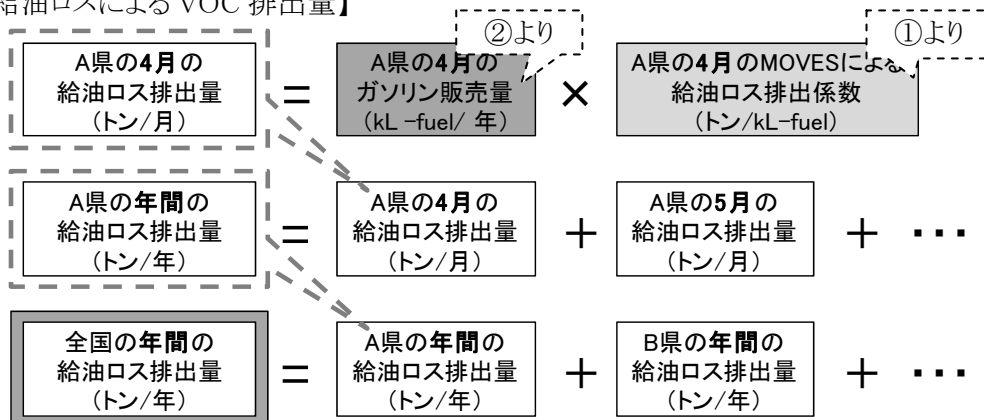 給油ロスによる VOC 排出量】
②より
①より
A県の4月の
給油ロス排出量
(トン/月)
=
A県の4月の
ガソリン販売量
(kL-fuel/ 年)
×
A県の4月のMOVESによる
給油ロス排出係数
(トン/kL-fuel)
A県の年間の
給油ロス排出量
(トン/年)
=
A県の4月の
給油ロス排出量
(トン/月)
+
A県の5月の
給油ロス排出量
(トン/月)
+ ・・・
全国の年間の
給油ロス排出量
(トン/年)
=
A県の年間の
給油ロス排出量
(トン/年)
+
B県の年間の
給油ロス排出量
(トン/年)
+ ・・・